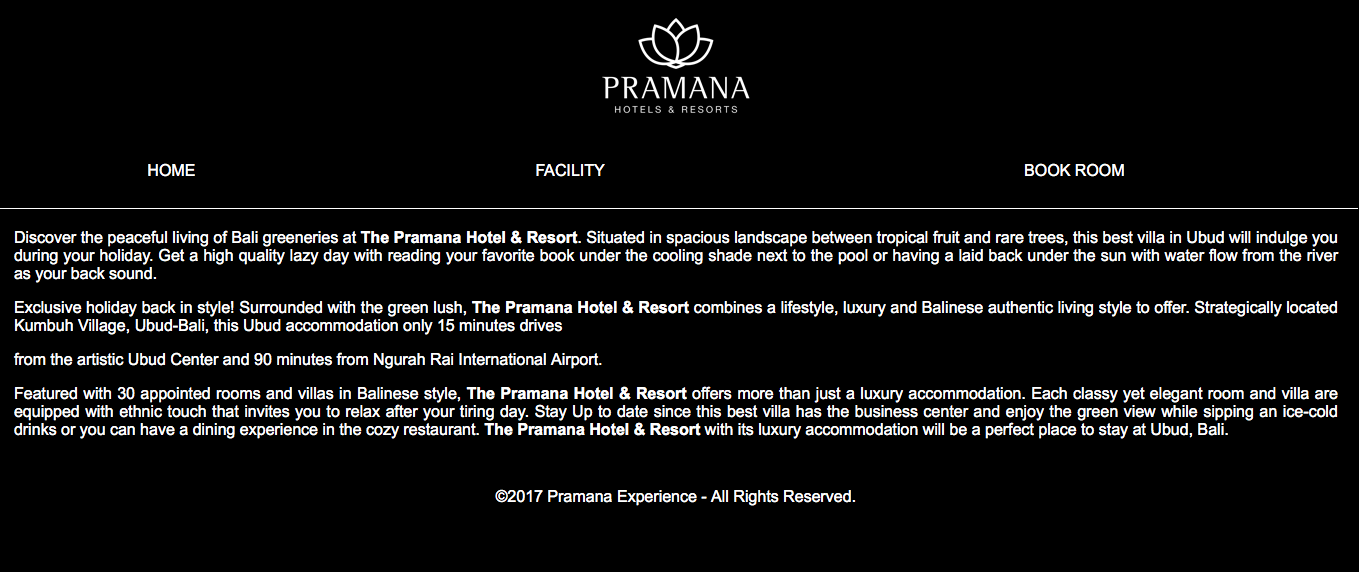 PRAMANA
HOTELS & RESORTS
HOME FACILITY BOOK ROOM
Discover the peaceful living of Bali greeneries at The Pramana Hotel & Resort. Situated in spacious landscape between tropical fruit and rare trees, this best villa in Ubud will indulge you
during your holiday. Get a high quality lazy day with reading your favorite book under the cooling shade next to the pool or having a laid back under the sun with water flow from the river
as your back sound.
Exclusive holiday back in style! Surrounded with the green lush, The Pramana Hotel & Resort combines a lifestyle, luxury and Balinese authentic living style to offer. Strategically located
Kumbuh Village, Ubud-Bali, this Ubud accommodation only 15 minutes drives
from the artistic Ubud Center and 90 minutes from Ngurah Rai International Airport.
Featured with 30 appointed rooms and villas in Balinese style, The Pramana Hotel & Resort offers more than just a luxury accommodation. Each classy yet elegant room and villa are
equipped with ethnic touch that invites you to relax after your tiring day. Stay Up to date since this best villa has the business center and enjoy the green view while sipping an ice-cold
drinks or you can have a dining experience in the cozy restaurant. The Pramana Hotel & Resort with its luxury accommodation will be a perfect place to stay at Ubud, Bali.
©2017 Pramana Experience - All Rights Reserved.